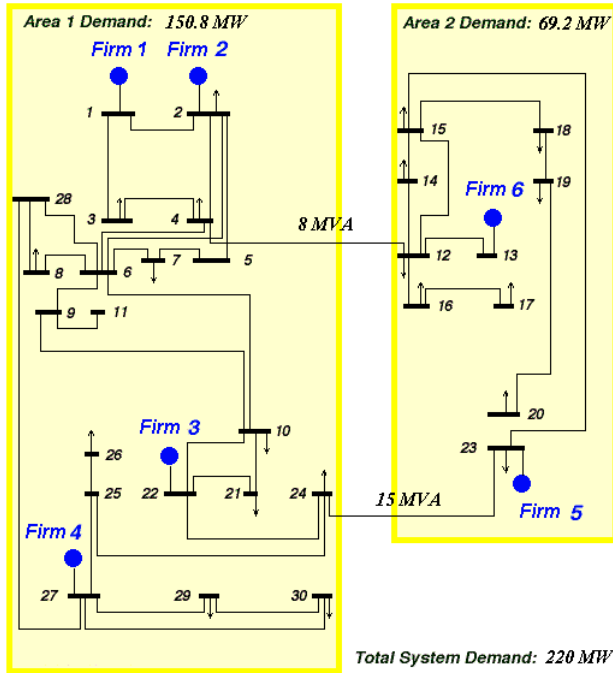 Area 1 Demand: 150.8 MW
Area 2 Demand: 69.2 MW
Firm 1
Firm 2
1
2
15
18
28
3
4
14
Firm 6
19
8 MVA
8
6
7
5
12
13
9
11
16
17
Firm 3
10
20
26
23
25
22
21
24
15 MVA
Firm 5
Firm 4
27
29
30
Total System Demand: 220 MW